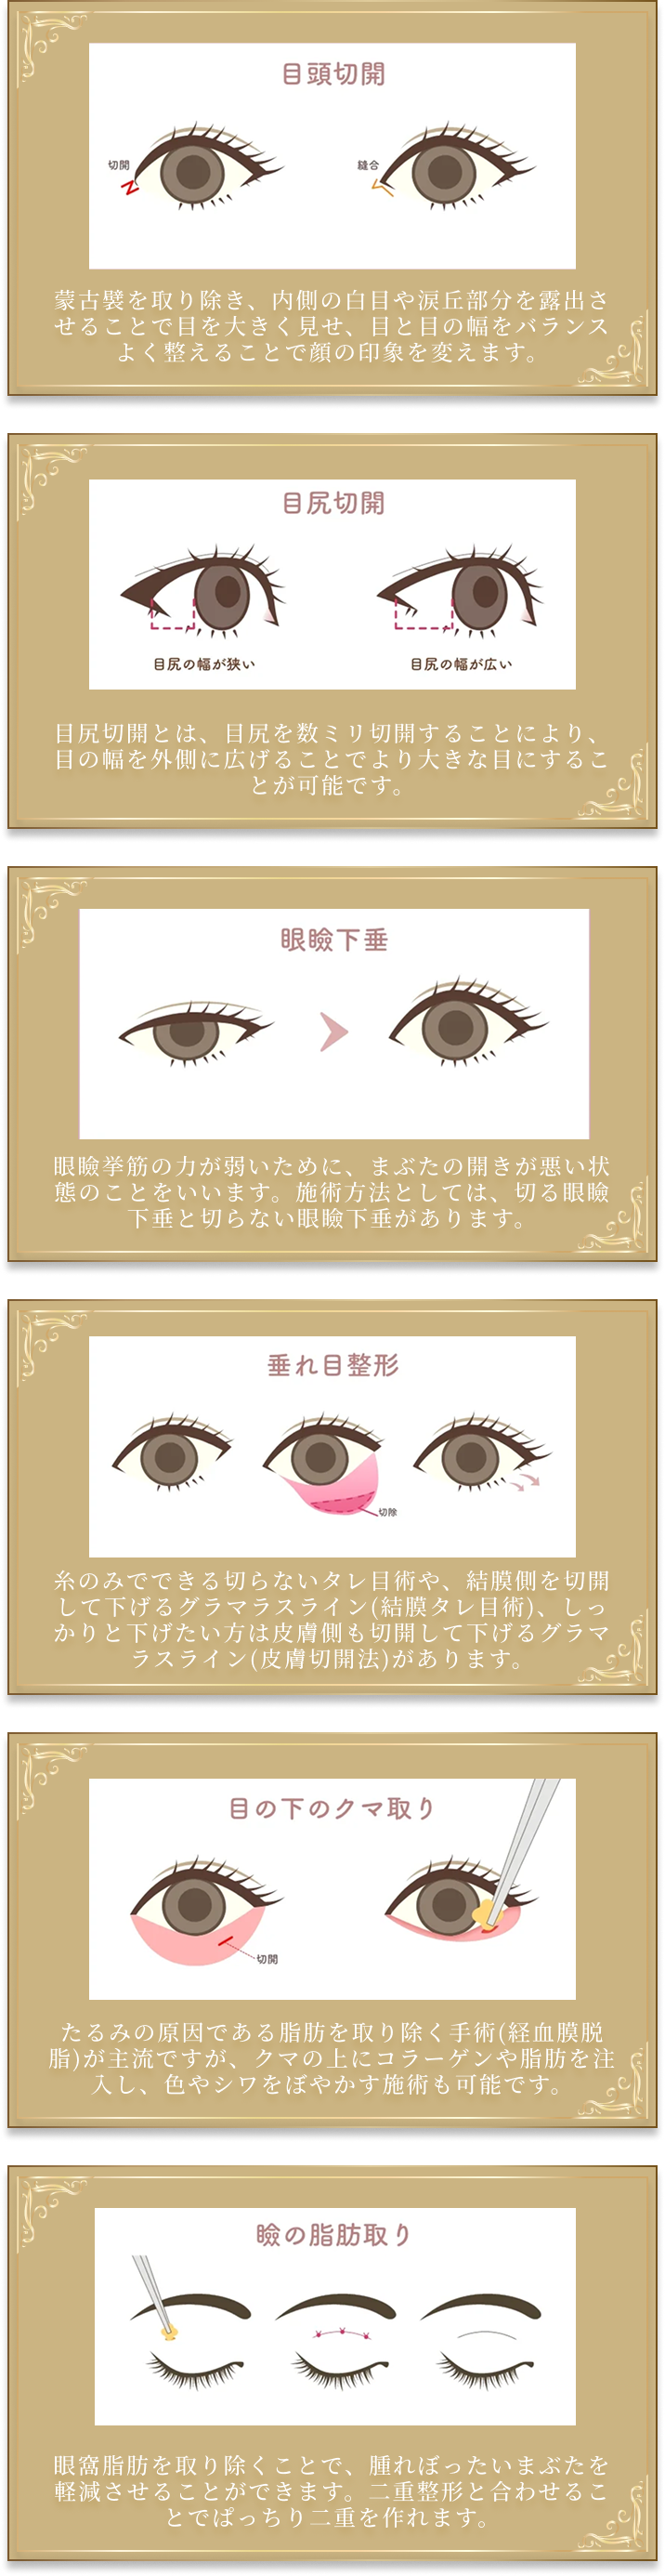 目頭切開
切開
縫合
蒙古襞を取り除き、内側の白目や涙丘部分を露出さ
せることで目を大きく見せ、目と目の幅をバランス
よく整えることで顔の印象を変えます。
目尻切開
目尻の幅が狭い
目尻の幅が広い
目尻切開とは、目尻を数ミリ切開することにより、
目の幅を外側に広げることでより大きな目にするこ
とが可能です。
眼瞼下垂
眼瞼挙筋の力が弱いために、まぶたの開きが悪い状
態のことをいいます。施術方法としては、切る眼瞼
下垂と切らない眼瞼下垂があります。
垂れ目整形
切除
糸のみでできる切らないタレ目術や、結膜側を切開
して下げるグラマラスライン(結膜タレ目術)、しっ
かりと下げたい方は皮膚側も切開して下げるグラマ
ラスライン(皮膚切開法)があります。
目の下のクマ取り
切開
たるみの原因である脂肪を取り除く手術(経血膜脱
脂)が主流ですが、クマの上にコラーゲンや脂肪を注
入し、色やシワをぼやかす施術も可能です。
瞼の脂肪取り
眼窩脂肪を取り除くことで、腫れぼったいまぶたを
軽減させることができます。二重整形と合わせるこ
とでぱっちり二重を作れます。